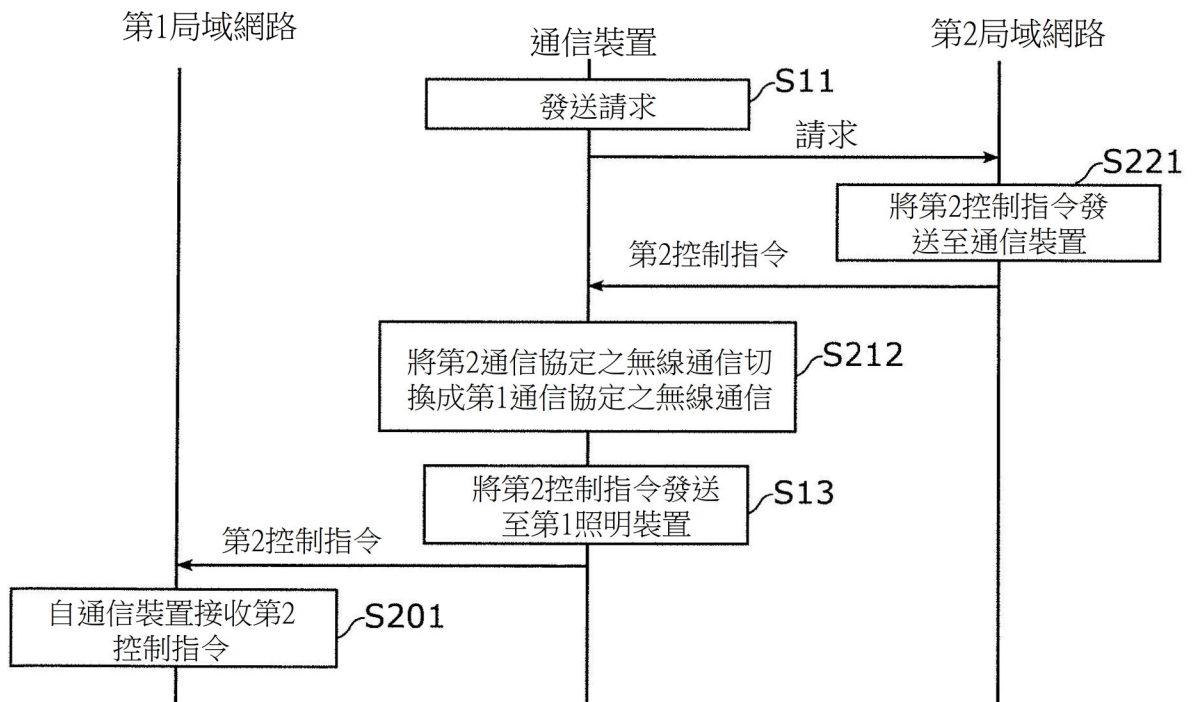 第1局域網路
通信裝置
第2局域網路
S11
發送請求
請求
S221
將第2控制指令發
送至通信裝置
第2控制指令
S212
將第2通信協定之無線通信切
換成第1通信協定之無線通信
S13
將第2控制指令發送
至第1照明裝置
第2控制指令
S201
自通信裝置接收第2
控制指令